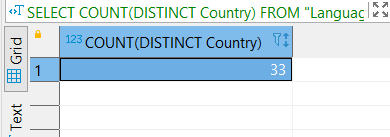 SELECT COUNT(DISTINCT Country) FROM "Languag
Grid
123 COUNT(DISTINCT Country)
1 33
Text